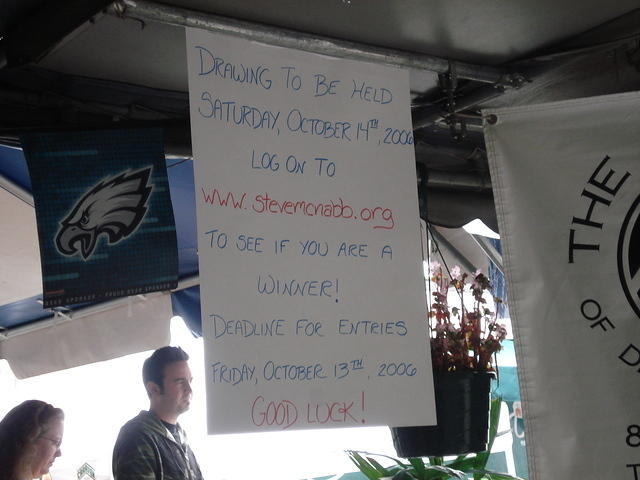 DRAWING TO BE HELD
SATURDAY, OCTOBER 14TH, 2006
LOG ON TO
www.stevemcnabb.org
TO SEE IF YOU ARE A
WINNER!
DEADLINE FOR ENTRIES
FRIDAY, OCTOBER 13TH, 2006
GOOD LUCK!
THE
OF D
8
T